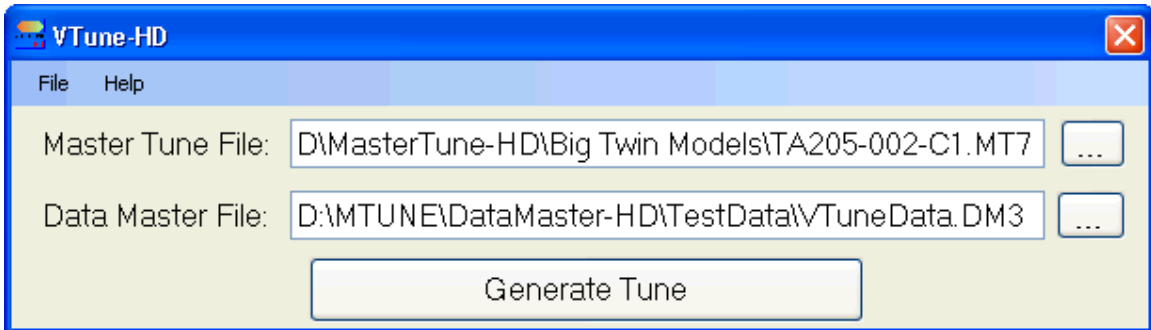 VTune-HD
File Help
Master Tune File: D\MasterTune-HD\Big Twin Models\TA205-002-C1.MT7 ...
Data Master File: D:\MTUNE\DataMaster-HD\TestData\VTuneData.DM3 ...
Generate Tune